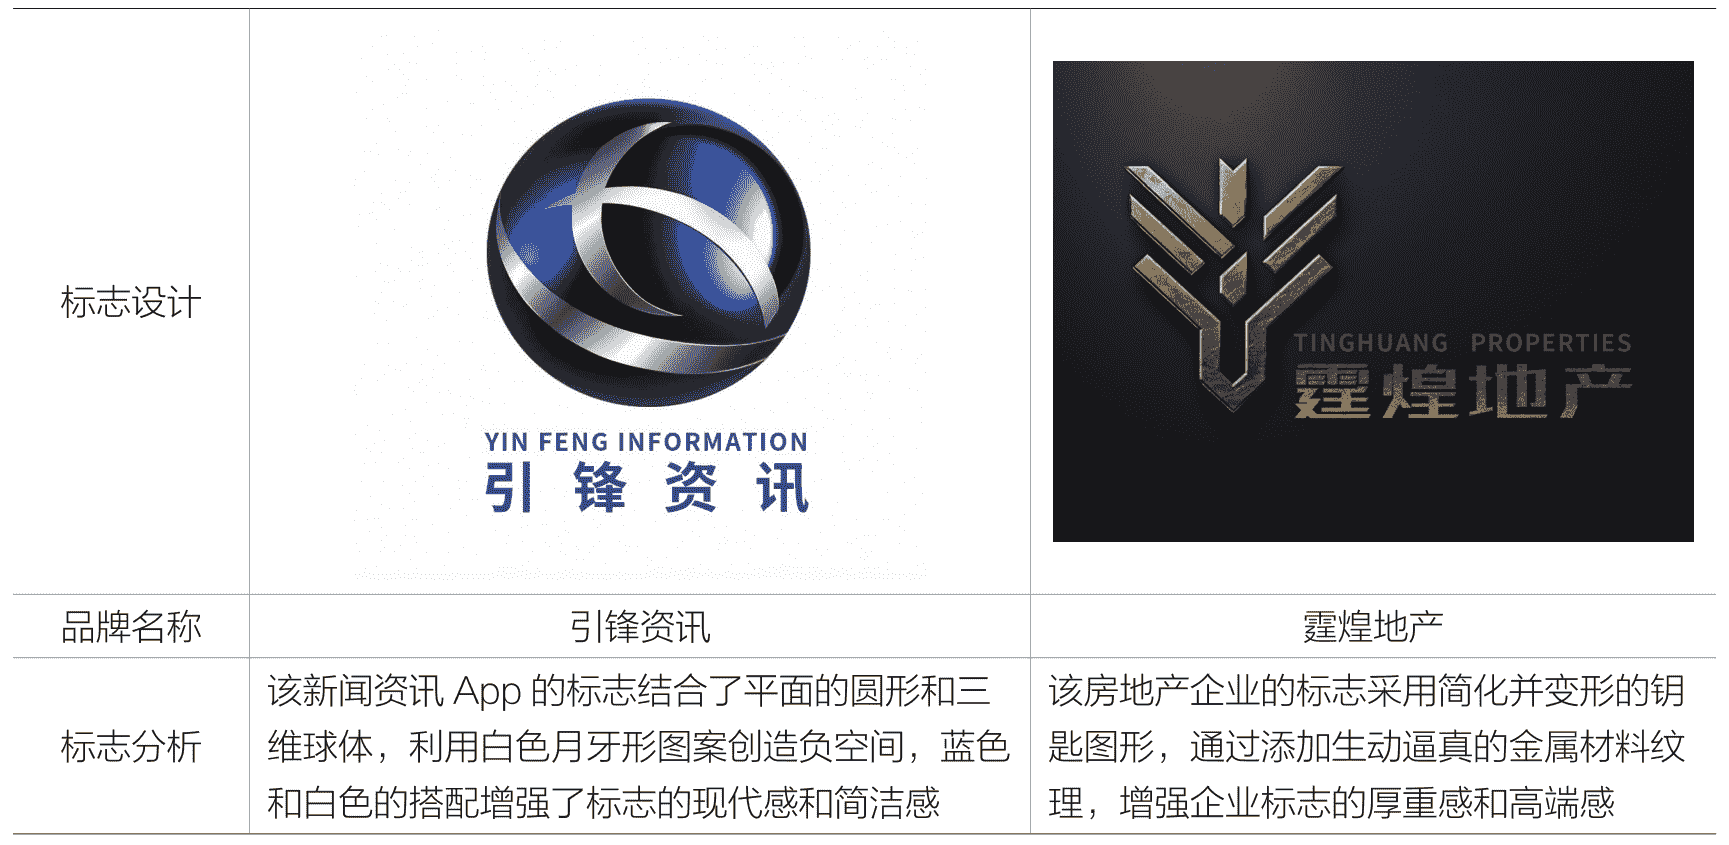 标志设计
YIN FENG INFORMATION
引锋资讯
TINGHUANG PROPERTIES
霆煌地产
品牌名称
引锋资讯
霆煌地产
标志分析
该新闻资讯 App 的标志结合了平面的圆形和三
维球体，利用白色月牙形图案创造负空间，蓝色
和白色的搭配增强了标志的现代感和简洁感
该房地产企业的标志采用简化并变形的钥
匙图形，通过添加生动逼真的金属材料纹
理，增强企业标志的厚重感和高端感